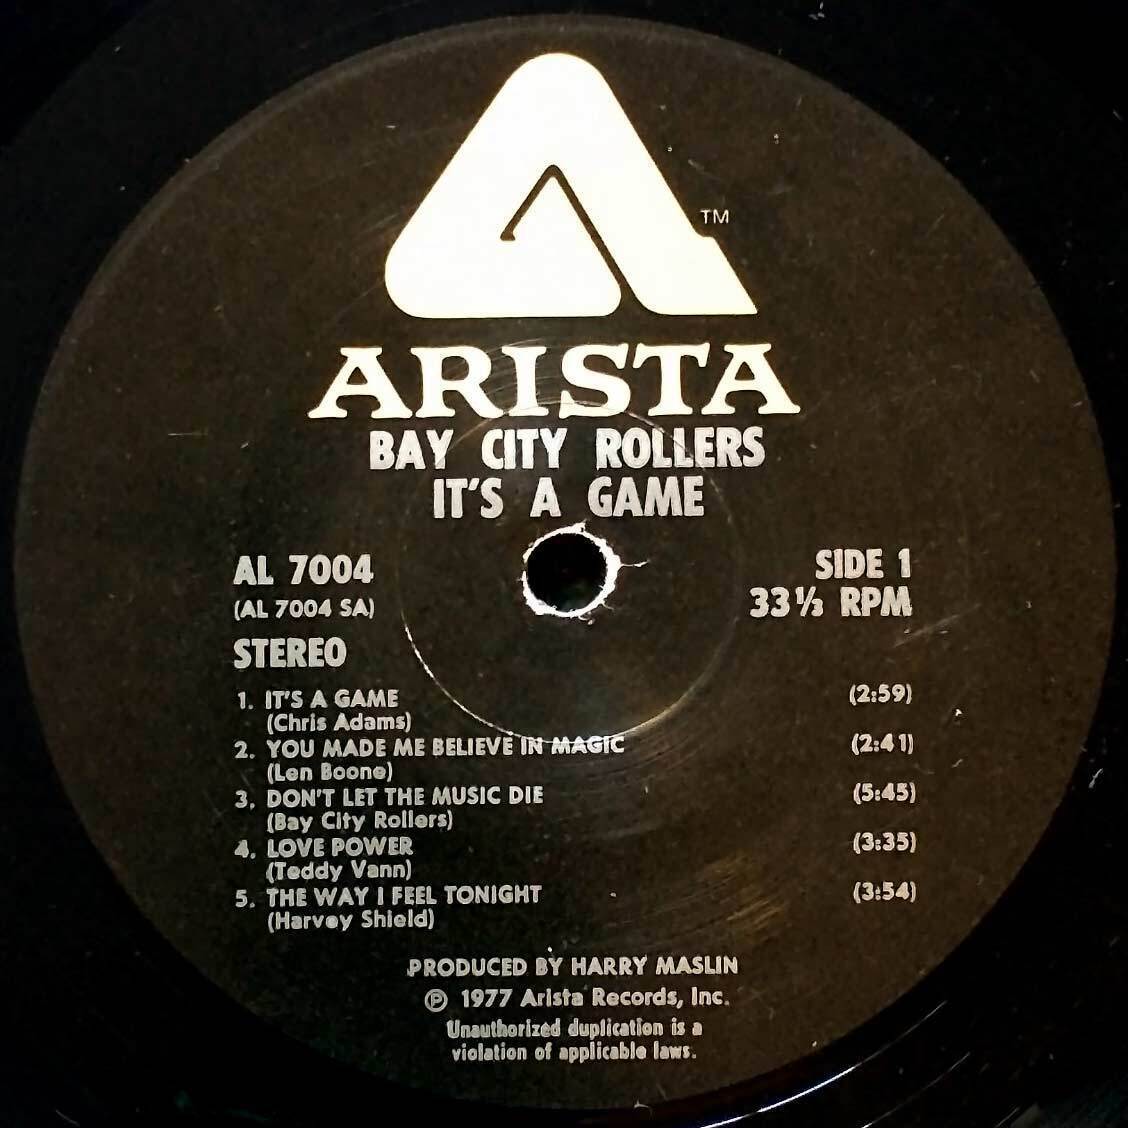 TM
ARISTA
BAY CITY ROLLERS
IT'S A GAME
AL 7004
(AL 7004 SA)
STEREO
SIDE 1
33 1/3 RPM
1. IT'S A GAME (2:59)
(Chris Adams)
2. YOU MADE ME BELIEVE IN MAGIC (2:41)
(Len Boone)
3. DON'T LET THE MUSIC DIE (5:45)
(Bay City Rollers)
4. LOVE POWER (3:35)
(Teddy Vann)
5. THE WAY I FEEL TONIGHT (3:54)
(Harvey Shield)
PRODUCED BY HARRY MASLIN
℗ 1977 Arista Records, Inc.
Unauthorized duplication is a
violation of applicable laws.